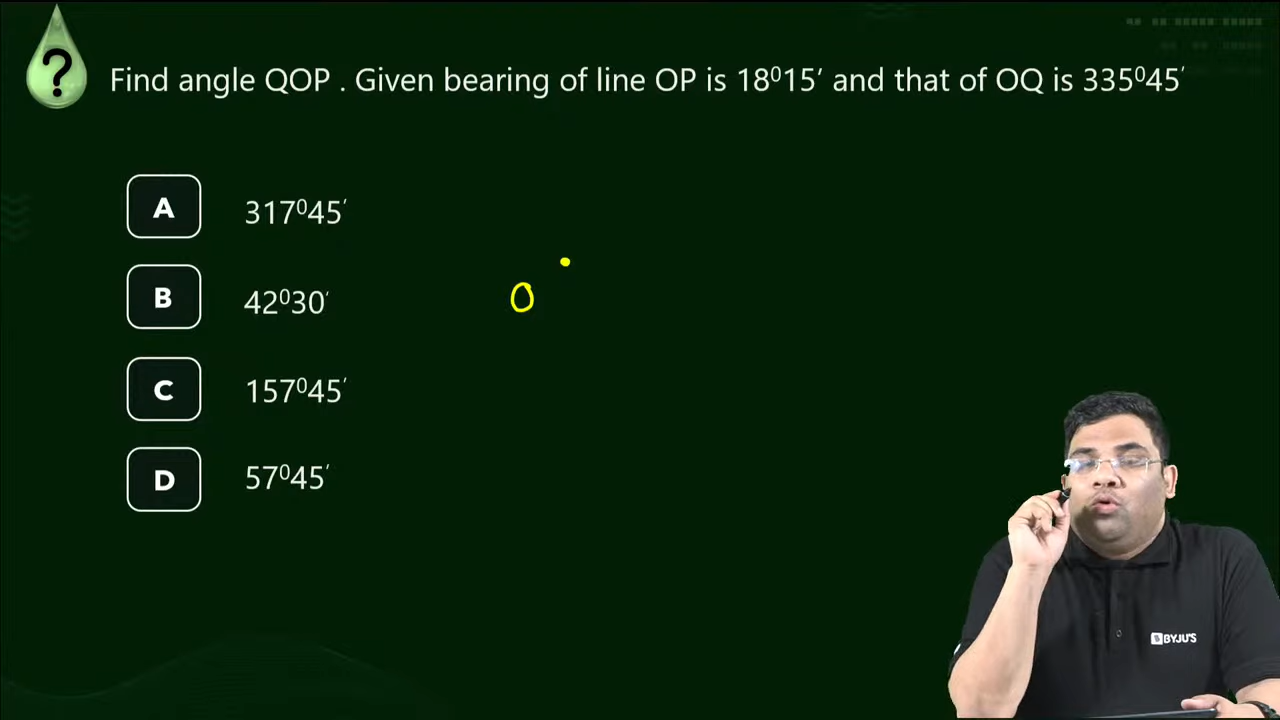 ?
Find angle QOP . Given bearing of line OP is 18⁰15′ and that of OQ is 335⁰45′
A 317⁰45′
B 42⁰30′
O
C 157⁰45′
D 57⁰45′
B BYJU'S